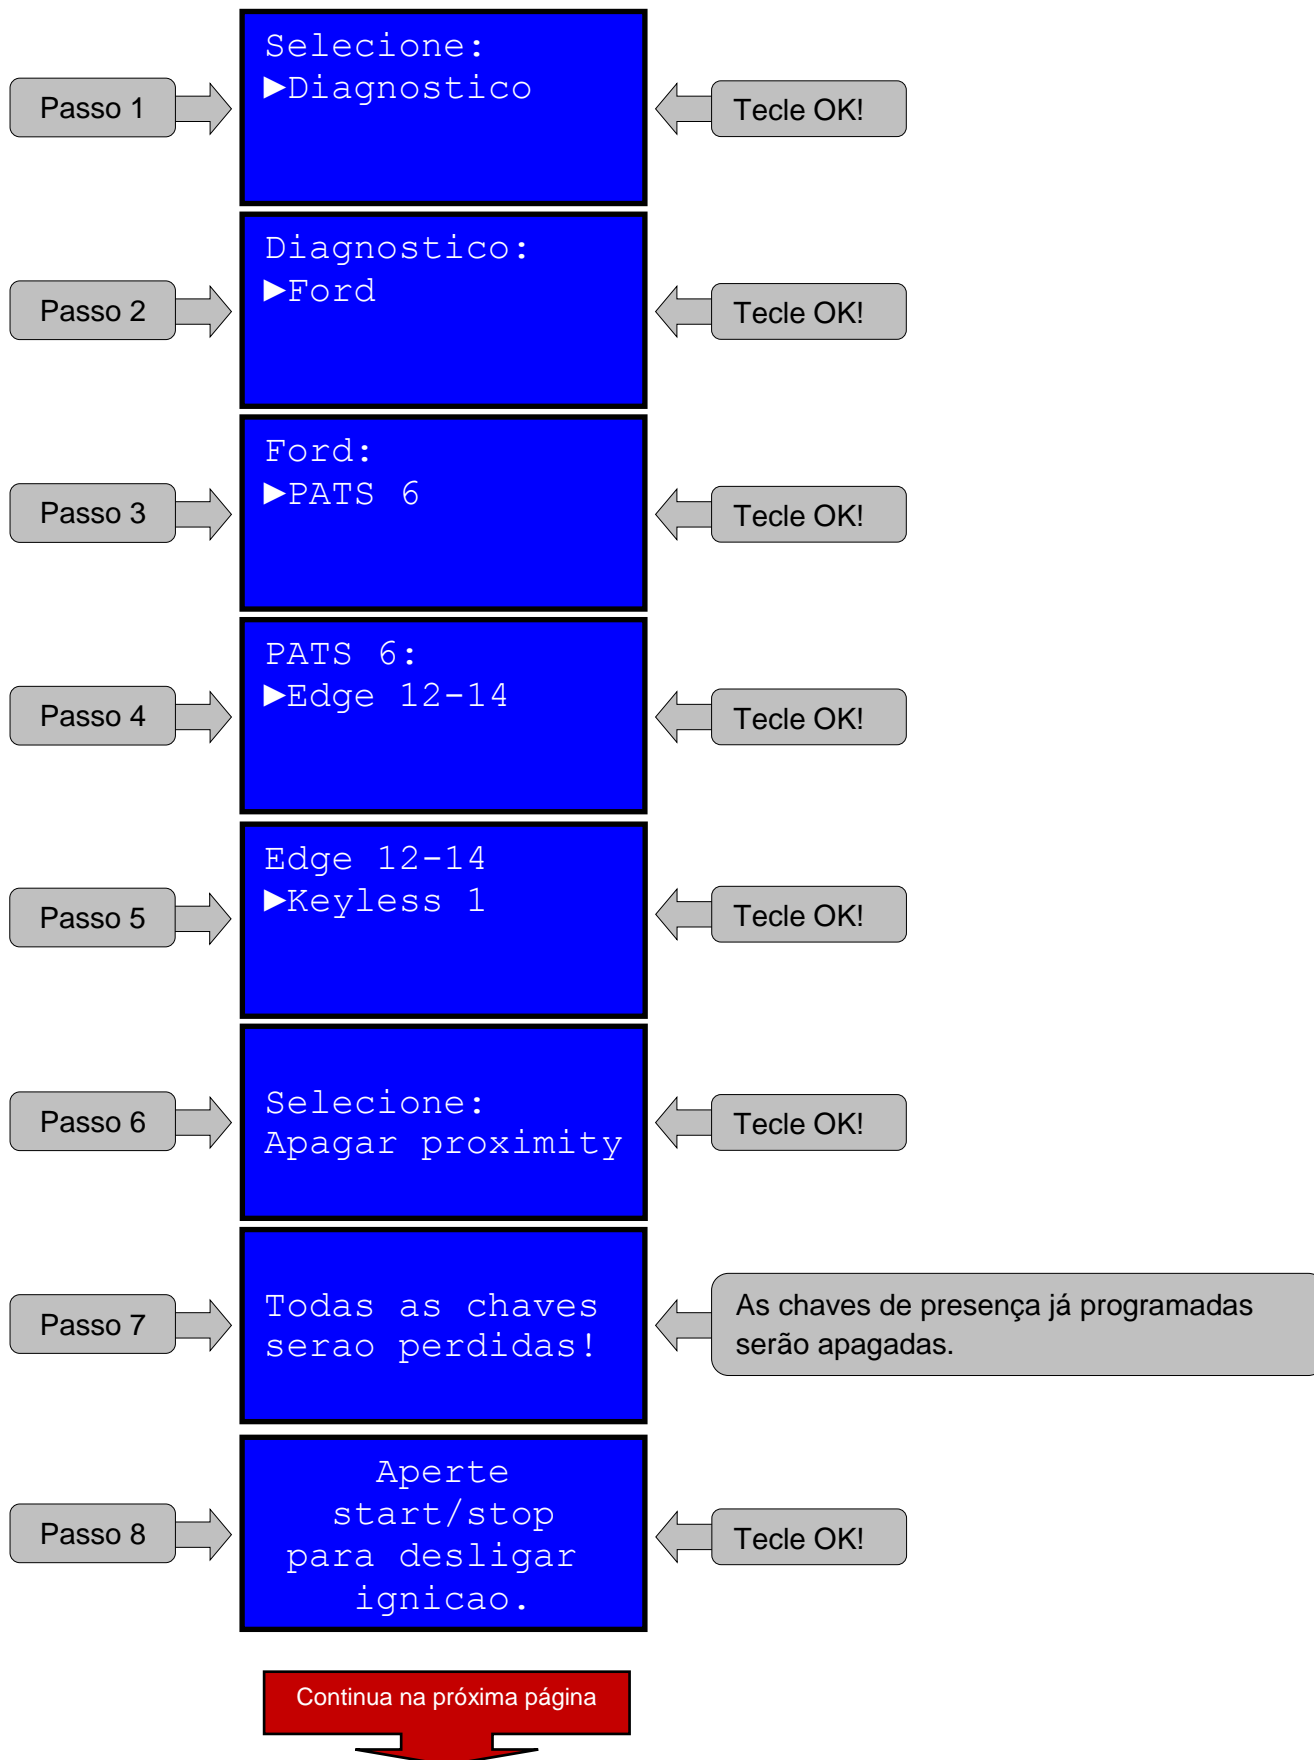 Passo 1
Selecione:
►Diagnostico
Tecle OK!
Passo 2
Diagnostico:
►Ford
Tecle OK!
Passo 3
Ford:
►PATS 6
Tecle OK!
Passo 4
PATS 6:
►Edge 12-14
Tecle OK!
Passo 5
Edge 12-14
►Keyless 1
Tecle OK!
Passo 6
Selecione:
Apagar proximity
Tecle OK!
Passo 7
Todas as chaves
serao perdidas!
As chaves de presença já programadas
serão apagadas.
Passo 8
Aperte
start/stop
para desligar
ignicao.
Tecle OK!
Continua na próxima página